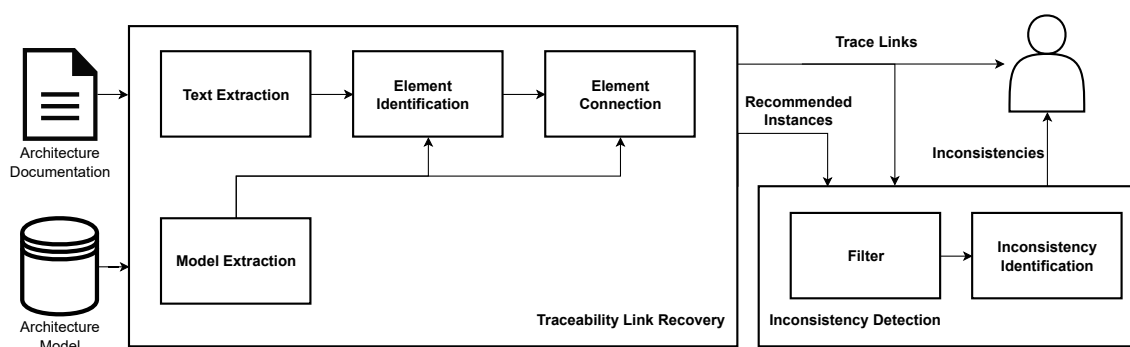 Architecture
Documentation
Architecture
Model
Text Extraction
Element
Identification
Element
Connection
Model Extraction
Traceability Link Recovery
Trace Links
Recommended
Instances
Inconsistencies
Filter
Inconsistency
Identification
Inconsistency Detection